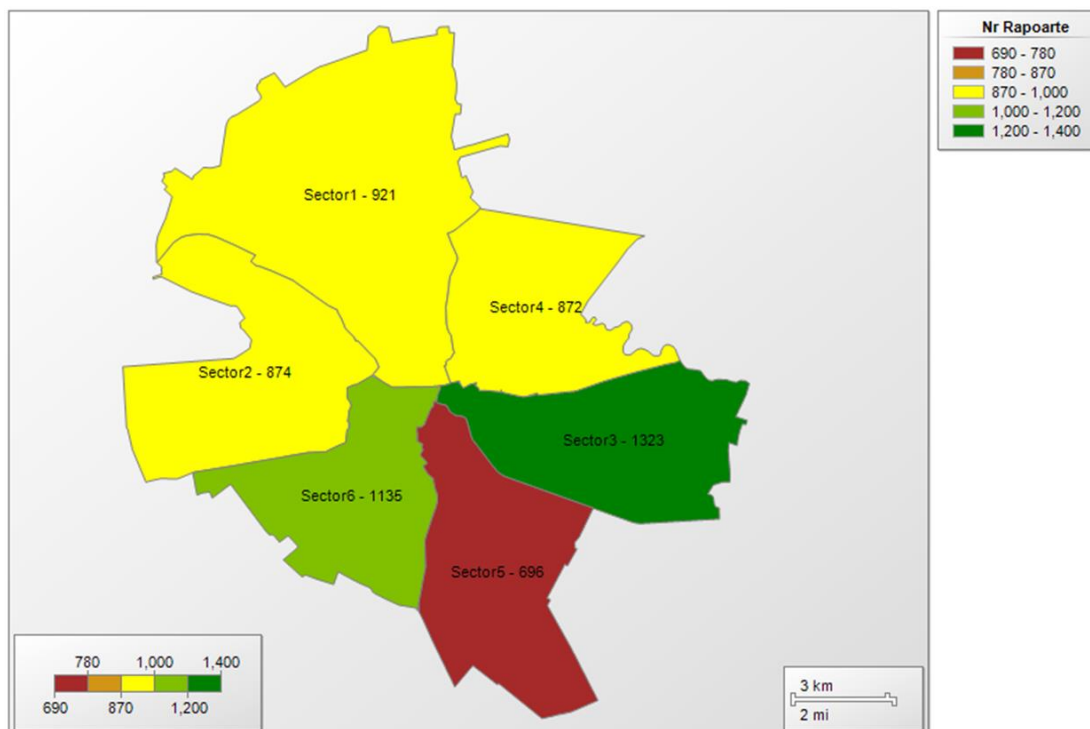 Nr Rapoarte
690 - 780
780 - 870
870 - 1,000
1,000 - 1,200
1,200 - 1,400
Sector1 - 921
Sector4 - 872
Sector2 - 874
Sector3 - 1323
Sector6 - 1135
Sector5 - 696
780 1,000 1,400
690 870 1,200
3 km
2 mi